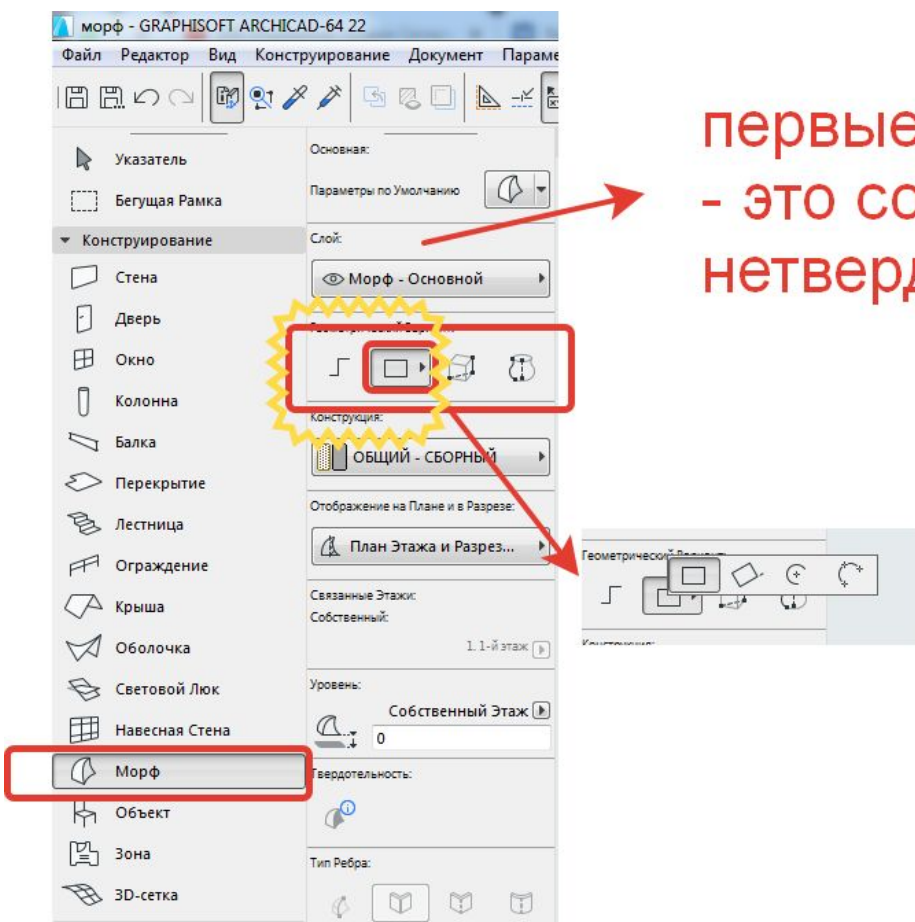 морф - GRAPHISOFT ARCHICAD-64 22
Файл Редактор Вид Конструирование Документ Параме
Указатель
Бегущая Рамка
Конструирование
Стена
Дверь
Окно
Колонна
Балка
Перекрытие
Лестница
Ограждение
Крыша
Оболочка
Световой Люк
Навесная Стена
Морф
Объект
Зона
3D-сетка
Основная:
Параметры по Умолчанию
Слой:
Морф - Основной
Конструкция:
ОБЩИЙ - СБОРНЫЙ
Отображение на Плане и в Разрезе:
План Этажа и Разрез...
Связанные Этажи:
Собственный:
1. 1-й этаж
Уровень:
Собственный Этаж
0
Твердотельность:
Тип Ребра:
первые
- это со
нетверд
Геометрический Вариант: